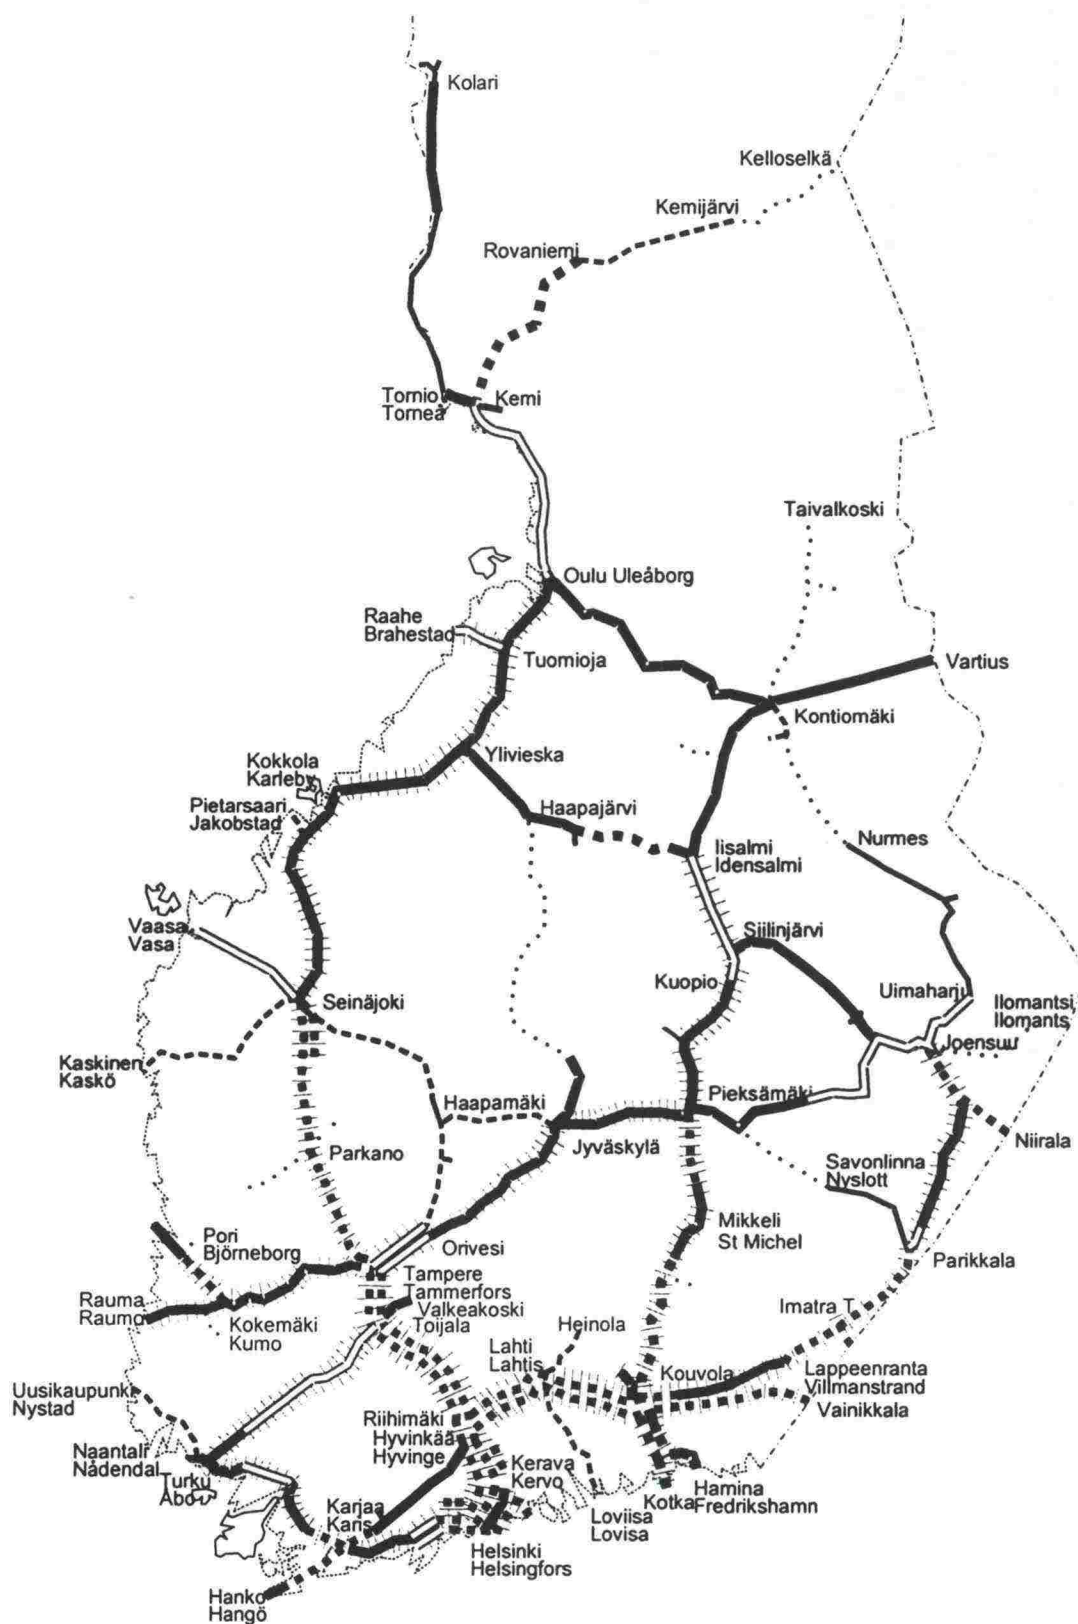 Kolari
Kelloselkä
Kemijärvi
Rovaniemi
Tornio
Torneå
Kemi
Taivalkoski
Oulu Uleåborg
Raahe
Brahestad
Tuomioja
Vartius
Kontiomäki
Kokkola
Karleby
Ylivieska
Pietarsaari
Jakobstad
Haapajärvi
Iisalmi
Idensalmi
Nurmes
Vaasa
Vasa
Siilinjärvi
Seinäjoki
Kuopio
Uimaharju
Ilomantsi
Ilomants
Joensuu
Kaskinen
Kaskö
Haapamäki
Pieksämäki
Jyväskylä
Niirala
Parkano
Savonlinna
Nyslott
Pori
Björneborg
Orivesi
Mikkeli
St Michel
Parikkala
Tampere
Tammerfors
Valkeakoski
Toijala
Rauma
Raumo
Kokemäki
Kumo
Heinola
Imatra T.
Lahti
Lahtis
Kouvola
Lappeenranta
Villmanstrand
Vainikkala
Uusikaupunki
Nystad
Riihimäki
Hyvinkää
Hyvinge
Naantali
Nådendal
Turku
Åbo
Kerava
Kervo
Hamina
Fredrikshamn
Kotka
Karjaa
Karis
Loviisa
Lovisa
Helsinki
Helsingfors
Hanko
Hangö